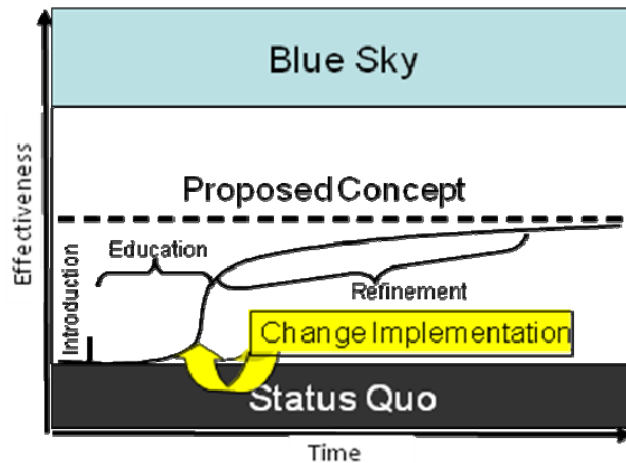 Blue Sky
Proposed Concept
Effectiveness
Education
Introduction
Refinement
Change Implementation
Status Quo
Time